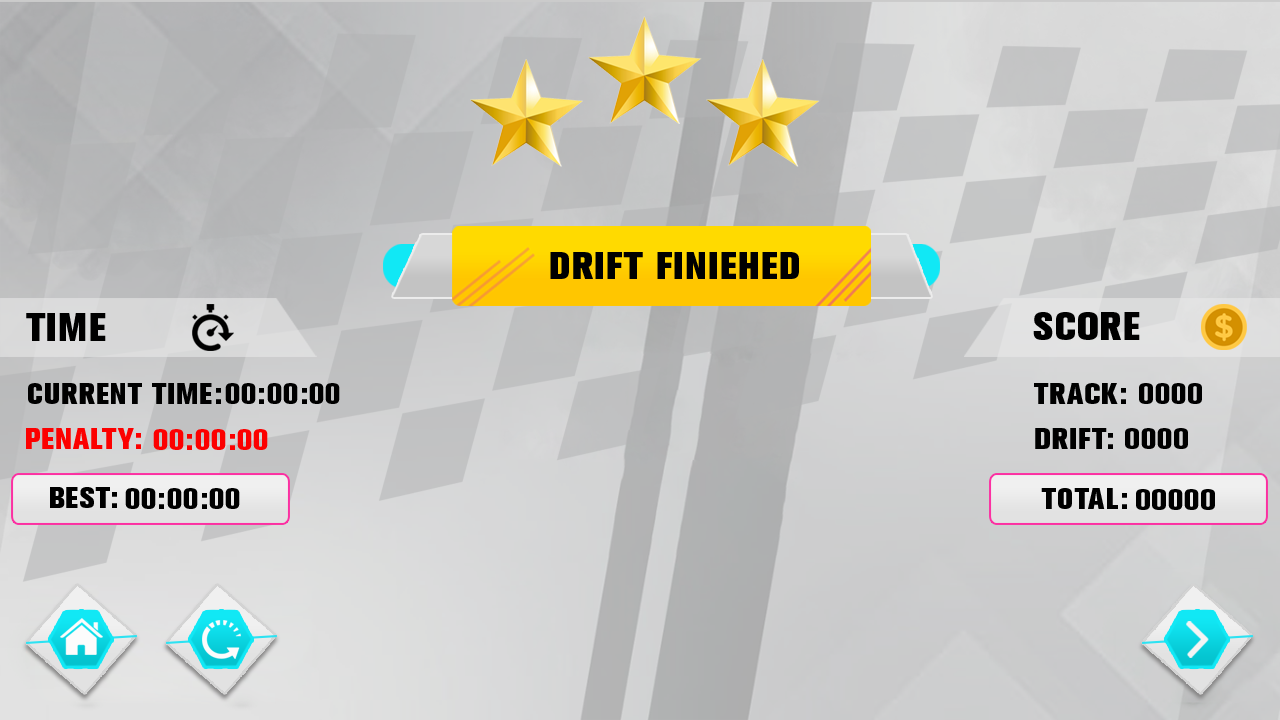 DRIFT FINIEHED
TIME
CURRENT TIME:00:00:00
PENALTY: 00:00:00
BEST: 00:00:00
SCORE
$
TRACK: 0000
DRIFT: 0000
TOTAL: 00000